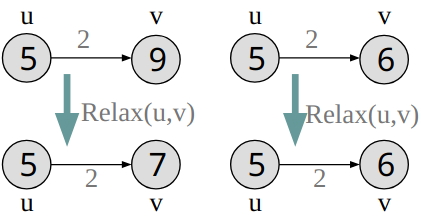 u v u v
2 2
5 9 5 6
Relax(u,v) Relax(u,v)
5 7 5 6
2 2
u v u v